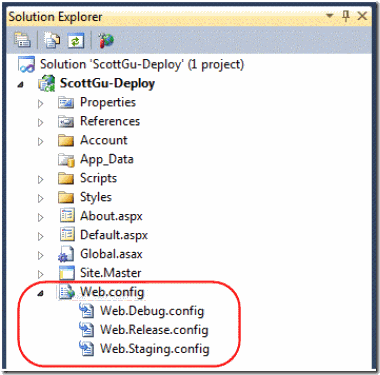 Solution Explorer
Solution 'ScottGu-Deploy' (1 project)
ScottGu-Deploy
Properties
References
Account
App_Data
Scripts
Styles
About.aspx
Default.aspx
Global.asax
Site.Master
Web.config
Web.Debug.config
Web.Release.config
Web.Staging.config